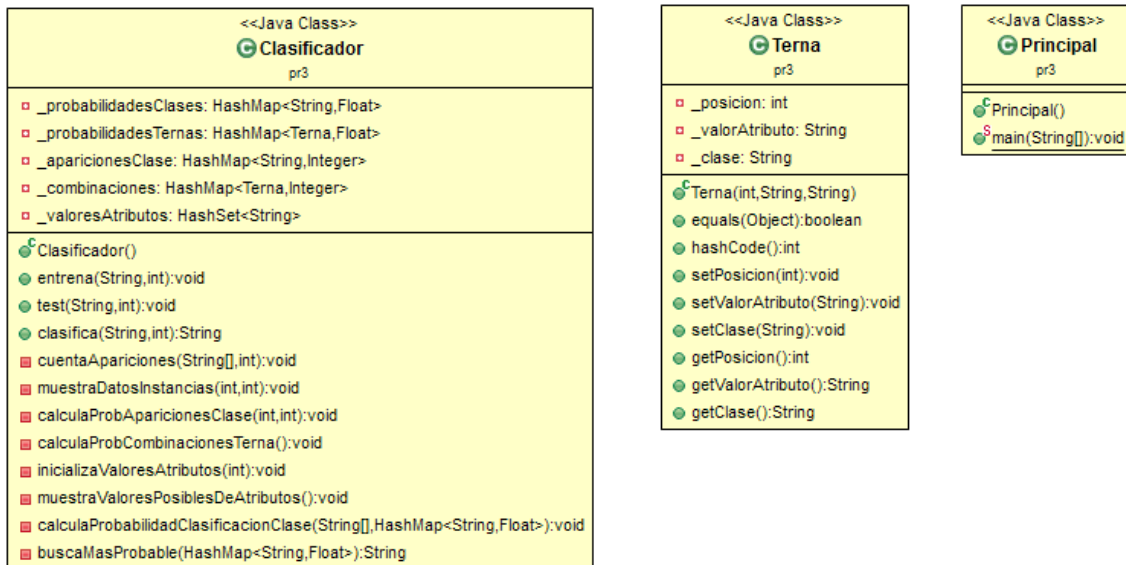 <<Java Class>>
Clasificador
pr3
_probabilidadesClases: HashMap<String,Float>
_probabilidadesTernas: HashMap<Terna,Float>
_aparicionesClase: HashMap<String,Integer>
_combinaciones: HashMap<Terna,Integer>
_valoresAtributos: HashSet<String>
Clasificador()
entrena(String,int):void
test(String,int):void
clasifica(String,int):String
cuentaApariciones(String[],int):void
muestraDatosInstancias(int,int):void
calculaProbAparicionesClase(int,int):void
calculaProbCombinacionesTerna():void
inicializaValoresAtributos(int):void
muestraValoresPosiblesDeAtributos():void
calculaProbabilidadClasificacionClase(String[],HashMap<String,Float>):void
buscaMasProbable(HashMap<String,Float>):String
<<Java Class>>
Terna
pr3
_posicion: int
_valorAtributo: String
_clase: String
Terna(int,String,String)
equals(Object):boolean
hashCode():int
setPosicion(int):void
setValorAtributo(String):void
setClase(String):void
getPosicion():int
getValorAtributo():String
getClase():String
<<Java Class>>
Principal
pr3
Principal()
main(String[]):void